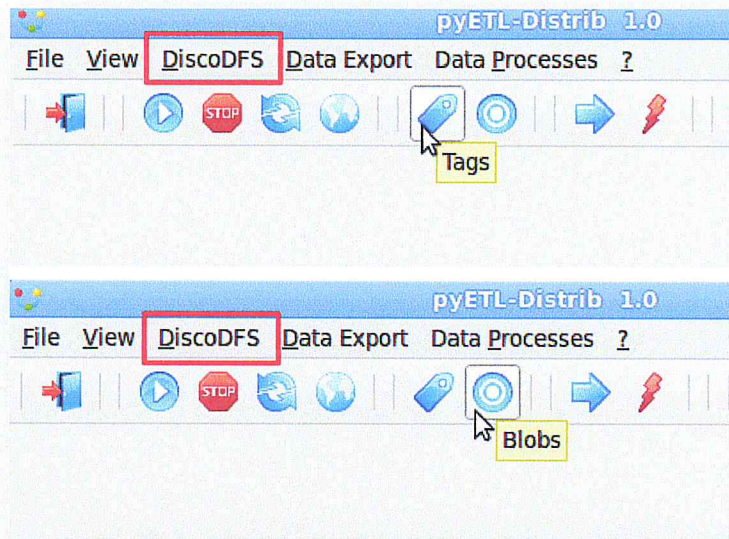 pyETL-Distrib 1.0
File View DiscoDFS Data Export Data Processes ?
STOP
Tags
pyETL-Distrib 1.0
File View DiscoDFS Data Export Data Processes ?
STOP
Blobs